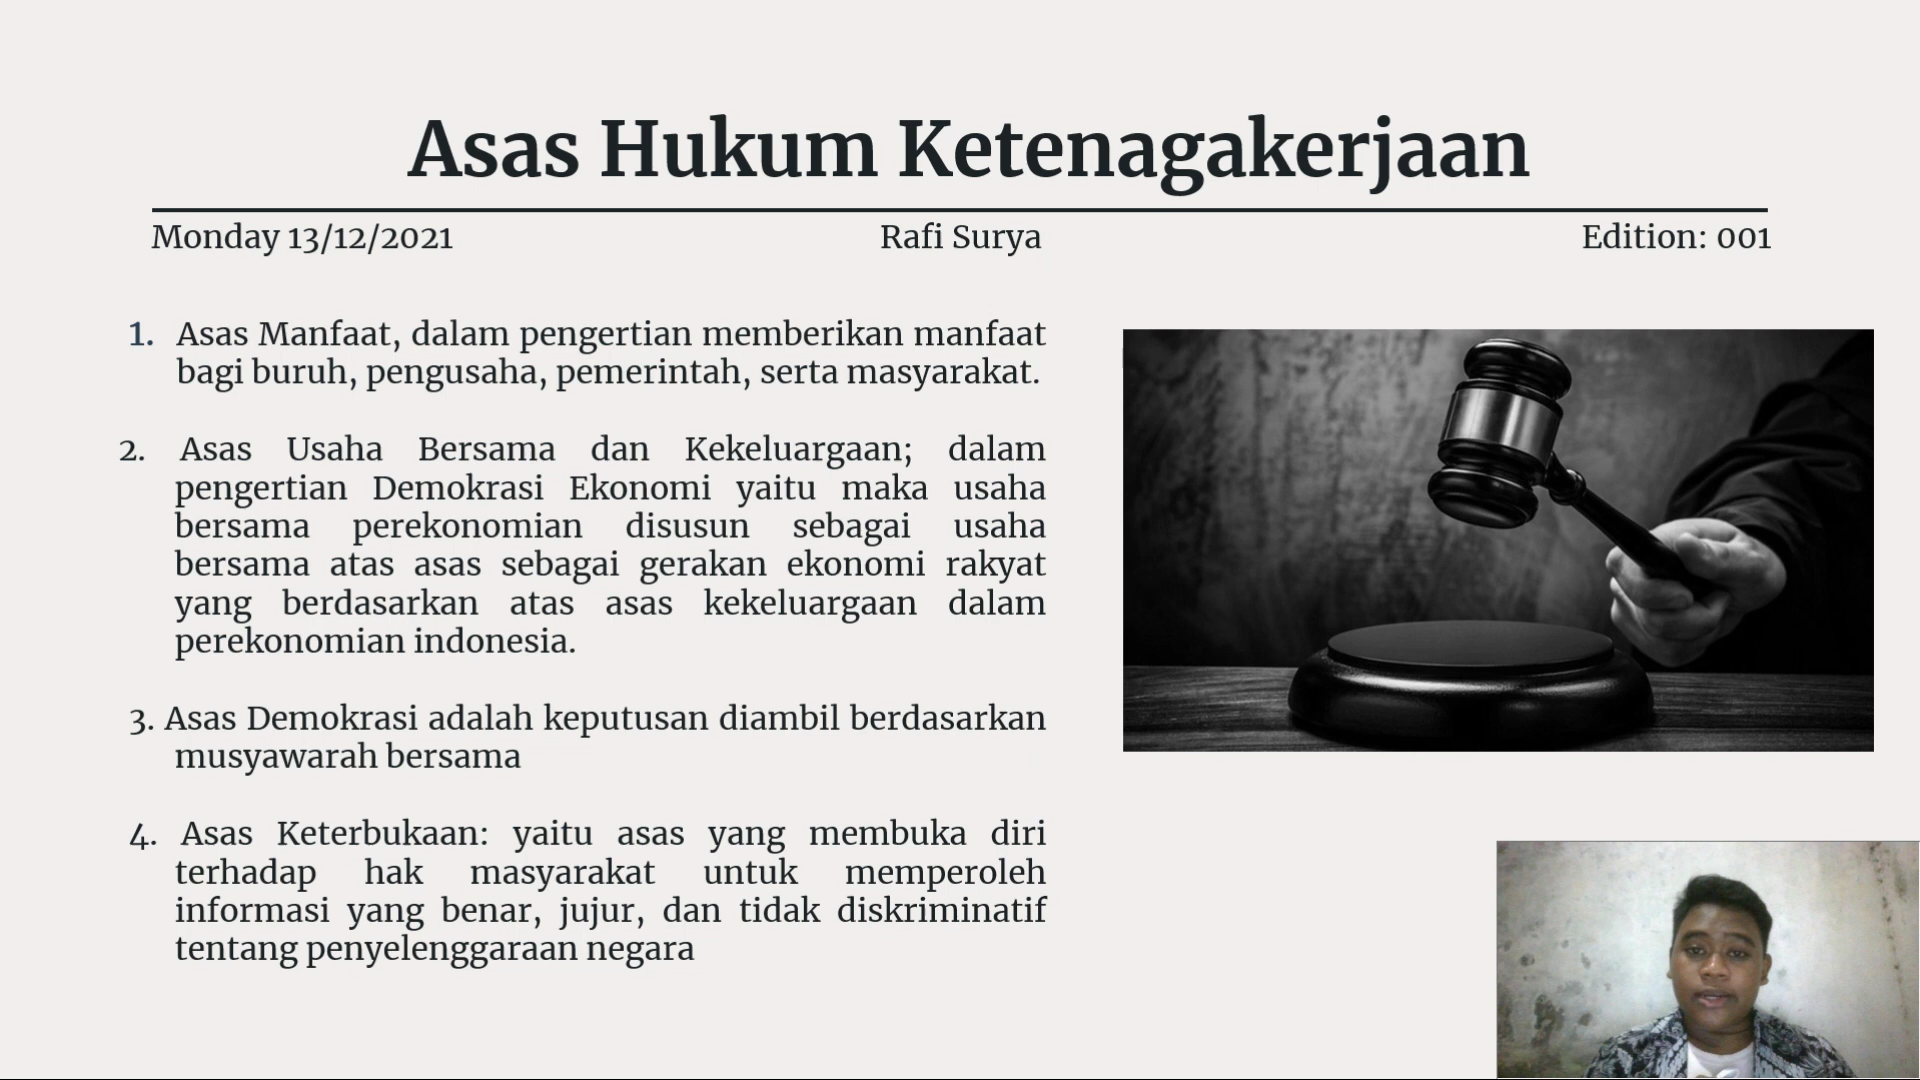 Asas Hukum Ketenagakerjaan
Monday 13/12/2021
Rafi Surya
Edition: 001
1. Asas Manfaat, dalam pengertian memberikan manfaat
bagi buruh, pengusaha, pemerintah, serta masyarakat.
2. Asas Usaha Bersama dan Kekeluargaan; dalam
pengertian Demokrasi Ekonomi yaitu maka usaha
bersama perekonomian disusun sebagai usaha
bersama atas asas sebagai gerakan ekonomi rakyat
yang berdasarkan atas asas kekeluargaan dalam
perekonomian indonesia.
3. Asas Demokrasi adalah keputusan diambil berdasarkan
musyawarah bersama
4. Asas Keterbukaan: yaitu asas yang membuka diri
terhadap hak masyarakat untuk memperoleh
informasi yang benar, jujur, dan tidak diskriminatif
tentang penyelenggaraan negara